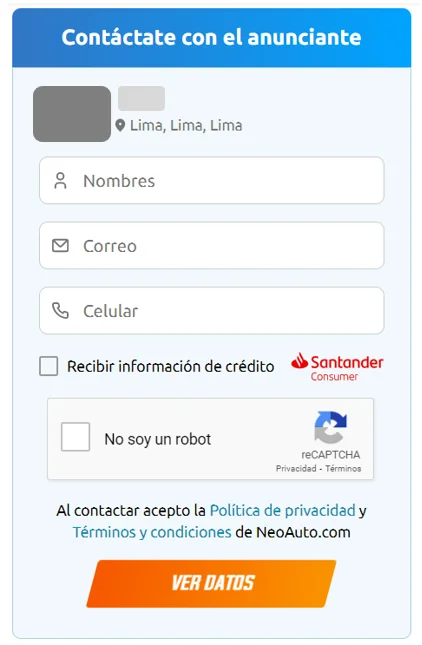 Contáctate con el anunciante
Lima, Lima, Lima
Nombres
Correo
Celular
Recibir información de crédito
Santander
Consumer
No soy un robot
reCAPTCHA
Privacidad - Términos
Al contactar acepto la Política de privacidad y
Términos y condiciones de NeoAuto.com
VER DATOS